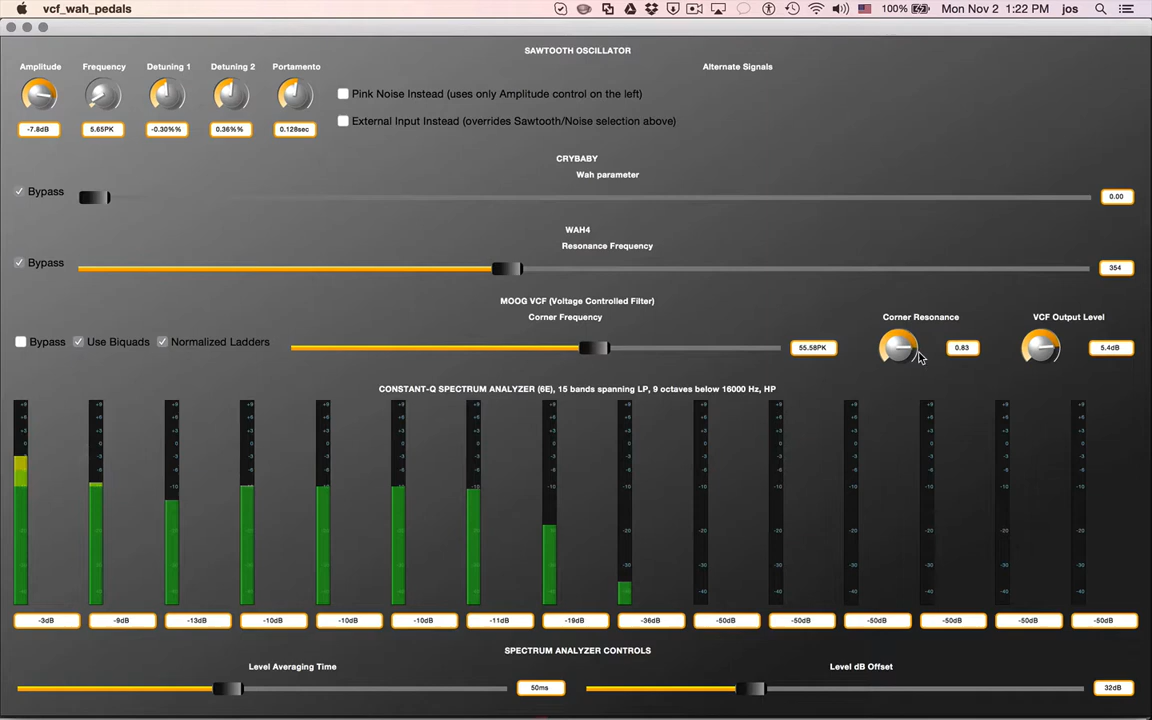 vcf_wah_pedals 100% Mon Nov 2 1:22 PM jos
SAWTOOTH OSCILLATOR
Amplitude Frequency Detuning 1 Detuning 2 Portamento Alternate Signals
Pink Noise Instead (uses only Amplitude control on the left)
External Input Instead (overrides Sawtooth/Noise selection above)
-7.8dB 5.65PK -0.30%% 0.36%% 0.128sec
CRYBABY
Wah parameter
Bypass 0.00
WAH4
Resonance Frequency
Bypass 354
MOOG VCF (Voltage Controlled Filter)
Corner Frequency Corner Resonance VCF Output Level
Bypass Use Biquads Normalized Ladders 55.58PK 0.63 5.4dB
CONSTANT-Q SPECTRUM ANALYZER (6E), 15 bands spanning LP, 9 octaves below 16000 Hz, HP
-3dB -9dB -13dB -10dB -10dB -10dB -11dB -19dB -36dB -50dB -50dB -50dB -50dB -50dB -50dB
SPECTRUM ANALYZER CONTROLS
Level Averaging Time Level dB Offset
50ms 32dB